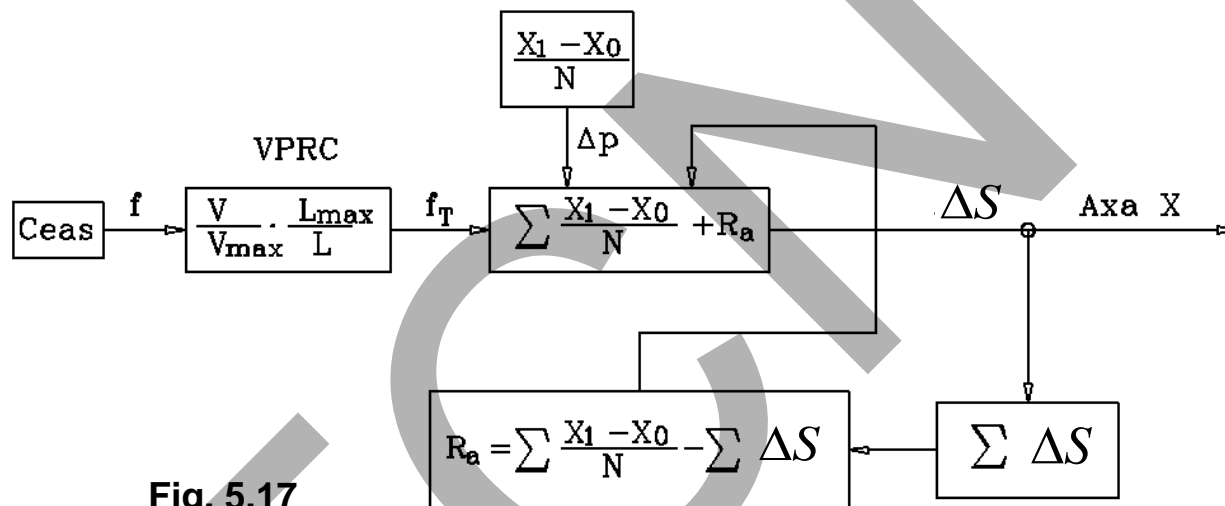 X1 − X0
N
Δp
VPRC
Ceas
f
V
Vmax
·
Lmax
L
fT
∑ X1 − X0
N
+Ra
ΔS
Axa X
Ra = ∑ X1 − X0
N
− ∑ ΔS
∑ ΔS
Fig. 5.17